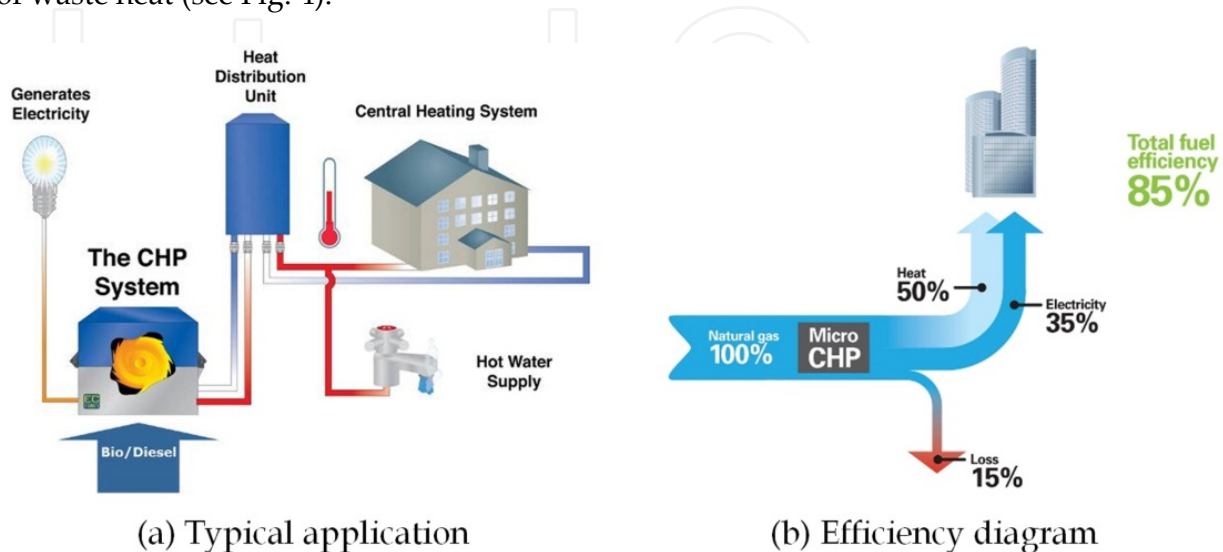 of waste heat (see Fig. 4).
Generates
Electricity
Heat
Distribution
Unit
Central Heating System
The CHP
System
Hot Water
Supply
Bio/Diesel
(a) Typical application
Total fuel
efficiency
85%
Heat
50%
Electricity
35%
Natural gas
100%
Micro
CHP
Loss
15%
(b) Efficiency diagram